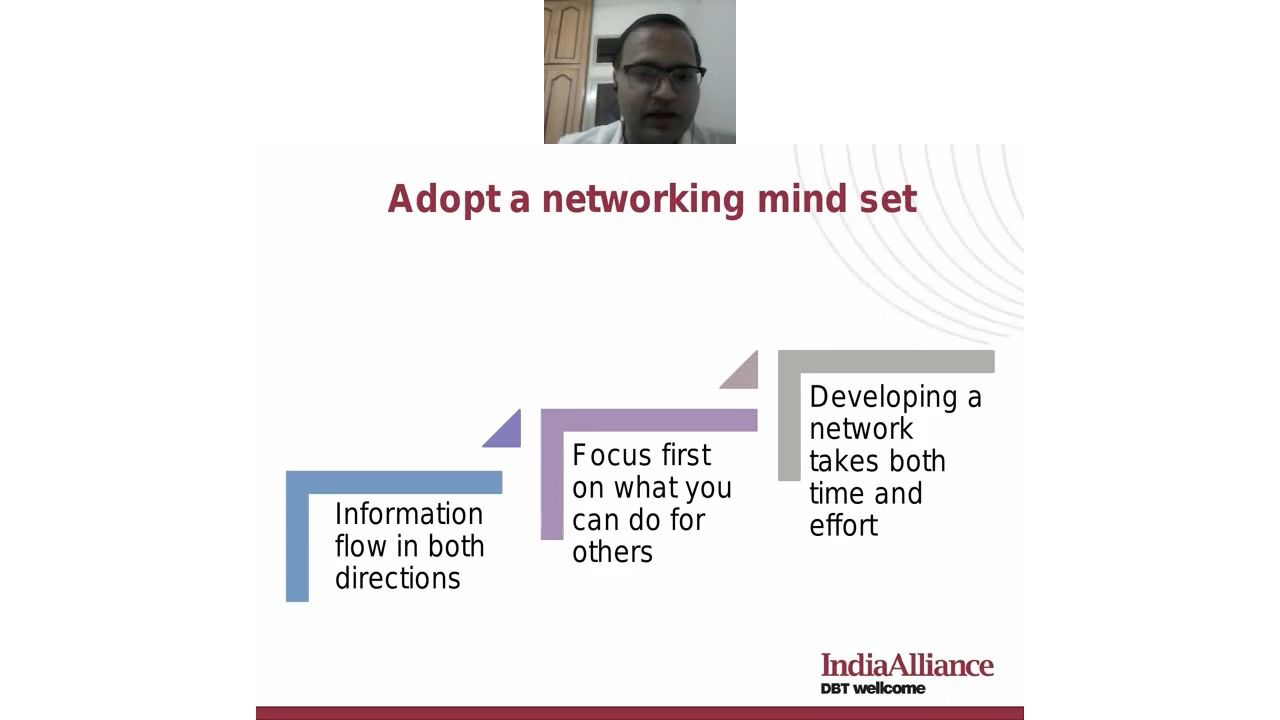 Adopt a networking mind set
Information
flow in both
directions
Focus first
on what you
can do for
others
Developing a
network
takes both
time and
effort
IndiaAlliance
DBT wellcome